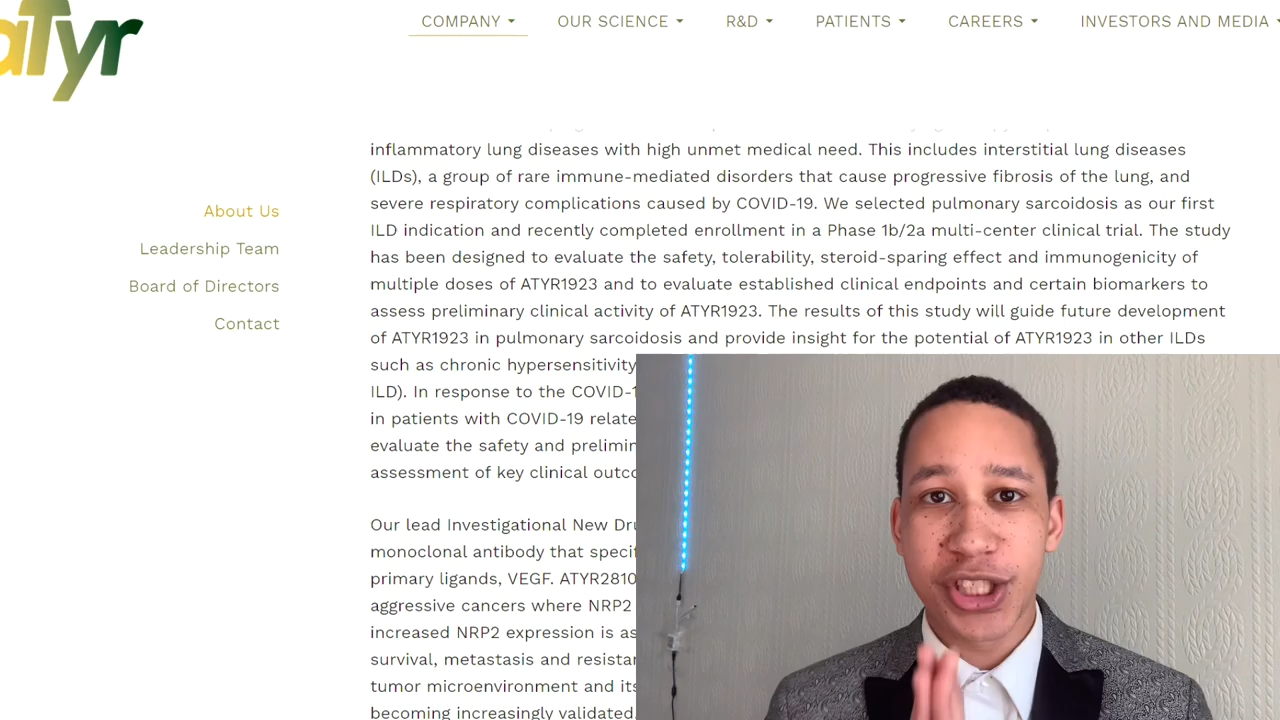 aTyr
COMPANY
OUR SCIENCE
R&D
PATIENTS
CAREERS
INVESTORS AND MEDIA
About Us
Leadership Team
Board of Directors
Contact
inflammatory lung diseases with high unmet medical need. This includes interstitial lung diseases
(ILDs), a group of rare immune-mediated disorders that cause progressive fibrosis of the lung, and
severe respiratory complications caused by COVID-19. We selected pulmonary sarcoidosis as our first
ILD indication and recently completed enrollment in a Phase 1b/2a multi-center clinical trial. The study
has been designed to evaluate the safety, tolerability, steroid-sparing effect and immunogenicity of
multiple doses of ATYR1923 and to evaluate established clinical endpoints and certain biomarkers to
assess preliminary clinical activity of ATYR1923. The results of this study will guide future development
of ATYR1923 in pulmonary sarcoidosis and provide insight for the potential of ATYR1923 in other ILDs
such as chronic hypersensitivity
ILD). In response to the COVID-1
in patients with COVID-19 relate
evaluate the safety and prelimin
assessment of key clinical outco
Our lead Investigational New Dru
monoclonal antibody that specif
primary ligands, VEGF. ATYR2810
aggressive cancers where NRP2
increased NRP2 expression is as
survival, metastasis and resistan
tumor microenvironment and its
becoming increasingly validated.